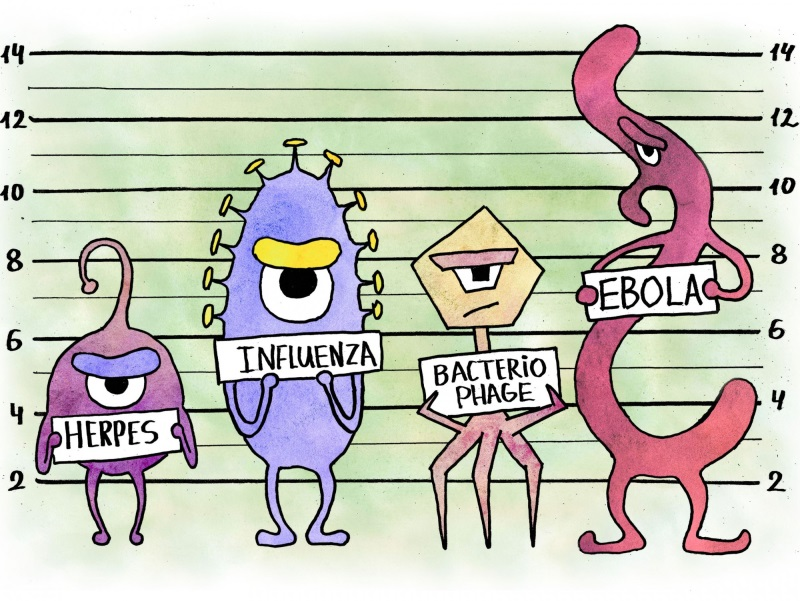 14 14
12 12
10 10
8 8
6 6
4 4
2 2
HERPES
INFLUENZA
BACTERIO
PHAGE
EBOLA